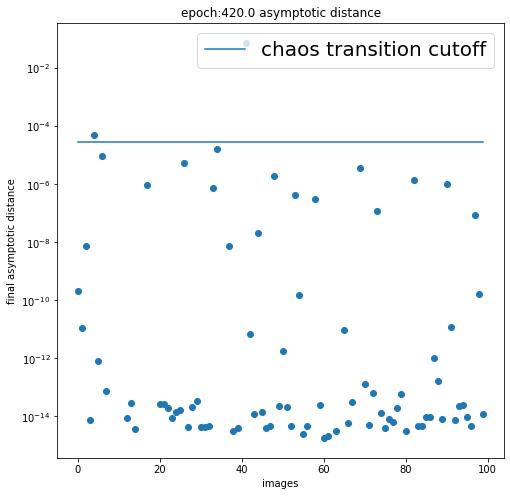 epoch:420.0 asymptotic distance
chaos transition cutoff
final asymptotic distance
10⁻²
10⁻⁴
10⁻⁶
10⁻⁸
10⁻¹⁰
10⁻¹²
10⁻¹⁴
0 20 40 60 80 100
images